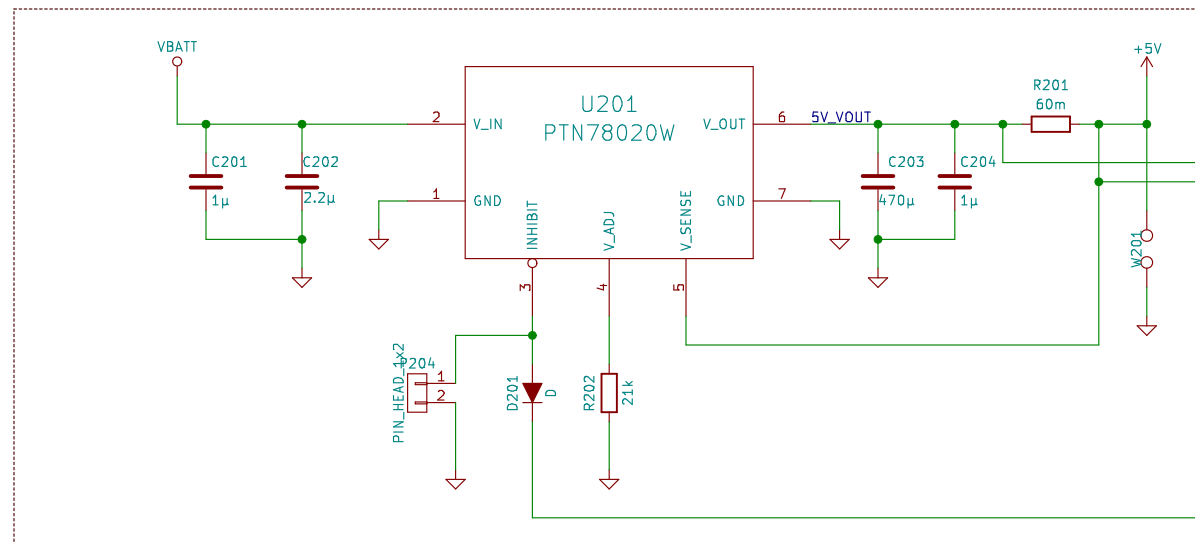 VBATT
+5V
R201
60m
U201
PTN78020W
2
V_IN
V_OUT
6
5V_VOUT
C201
1µ
C202
2.2µ
C203
470µ
C204
1µ
1
GND
GND
7
INHIBIT
V_ADJ
V_SENSE
3
4
5
W201
P204
PIN_HEAD_1x2
1
2
D201
D
R202
21k